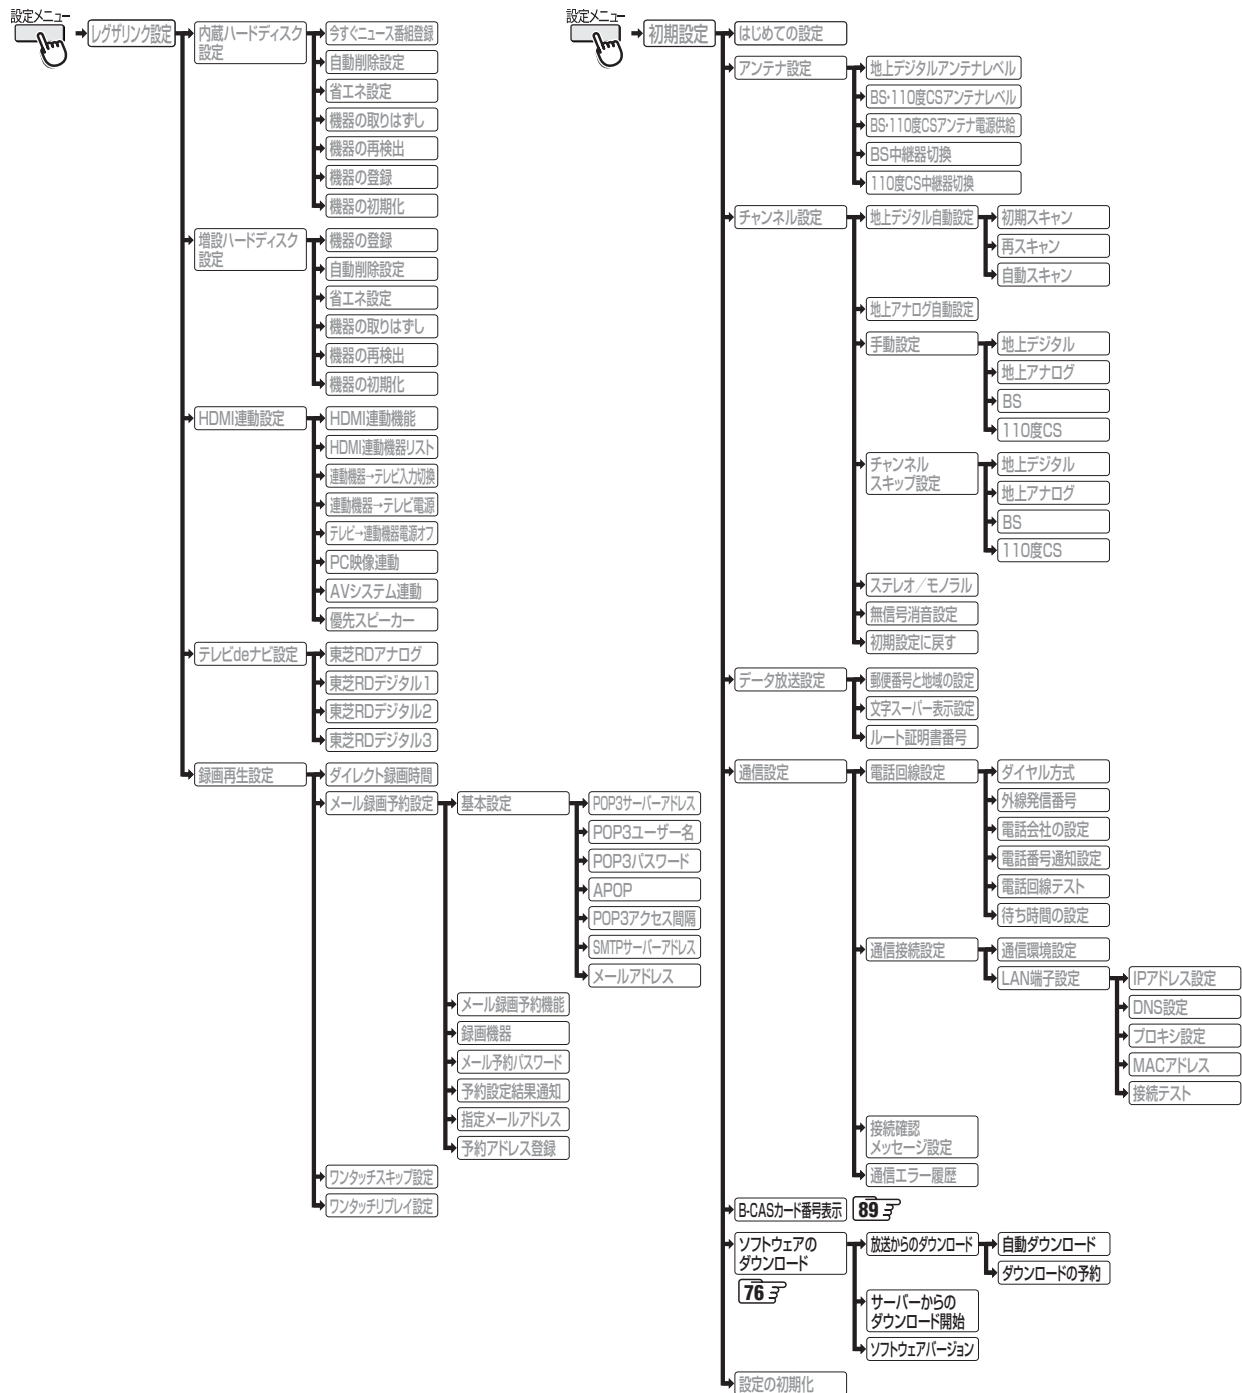 設定メニュー
レグザリンク設定
内蔵ハードディスク
設定
今すぐニュース番組登録
自動削除設定
省エネ設定
機器の取りはずし
機器の再検出
機器の登録
機器の初期化
増設ハードディスク
設定
機器の登録
自動削除設定
省エネ設定
機器の取りはずし
機器の再検出
機器の初期化
HDMI連動設定
HDMI連動機能
HDMI連動機器リスト
連動機器→テレビ入力切換
連動機器→テレビ電源
テレビ→連動機器電源オフ
PC映像連動
AVシステム連動
優先スピーカー
テレビdeナビ設定
東芝RDアナログ
東芝RDデジタル1
東芝RDデジタル2
東芝RDデジタル3
録画再生設定
ダイレクト録画時間
メール録画予約設定
基本設定
POP3サーバーアドレス
POP3ユーザー名
POP3パスワード
APOP
POP3アクセス間隔
SMTPサーバーアドレス
メールアドレス
メール録画予約機能
録画機器
メール予約パスワード
予約設定結果通知
指定メールアドレス
予約アドレス登録
ワンタッチスキップ設定
ワンタッチリプレイ設定
設定メニュー
初期設定
はじめての設定
アンテナ設定
地上デジタルアンテナレベル
BS・110度CSアンテナレベル
BS・110度CSアンテナ電源供給
BS中継器切換
110度CS中継器切換
チャンネル設定
地上デジタル自動設定
初期スキャン
再スキャン
自動スキャン
地上アナログ自動設定
手動設定
地上デジタル
地上アナログ
BS
110度CS
チャンネル
スキップ設定
地上デジタル
地上アナログ
BS
110度CS
ステレオ/モノラル
無信号消音設定
初期設定に戻す
データ放送設定
郵便番号と地域の設定
文字スーパー表示設定
ルート証明書番号
通信設定
電話回線設定
ダイヤル方式
外線発信番号
電話会社の設定
電話番号通知設定
電話回線テスト
待ち時間の設定
通信接続設定
通信環境設定
LAN端子設定
IPアドレス設定
DNS設定
プロキシ設定
MACアドレス
接続テスト
接続確認
メッセージ設定
通信エラー履歴
B-CASカード番号表示
89
ソフトウェアの
ダウンロード
76
放送からのダウンロード
自動ダウンロード
ダウンロードの予約
サーバーからの
ダウンロード開始
ソフトウェアバージョン
設定の初期化